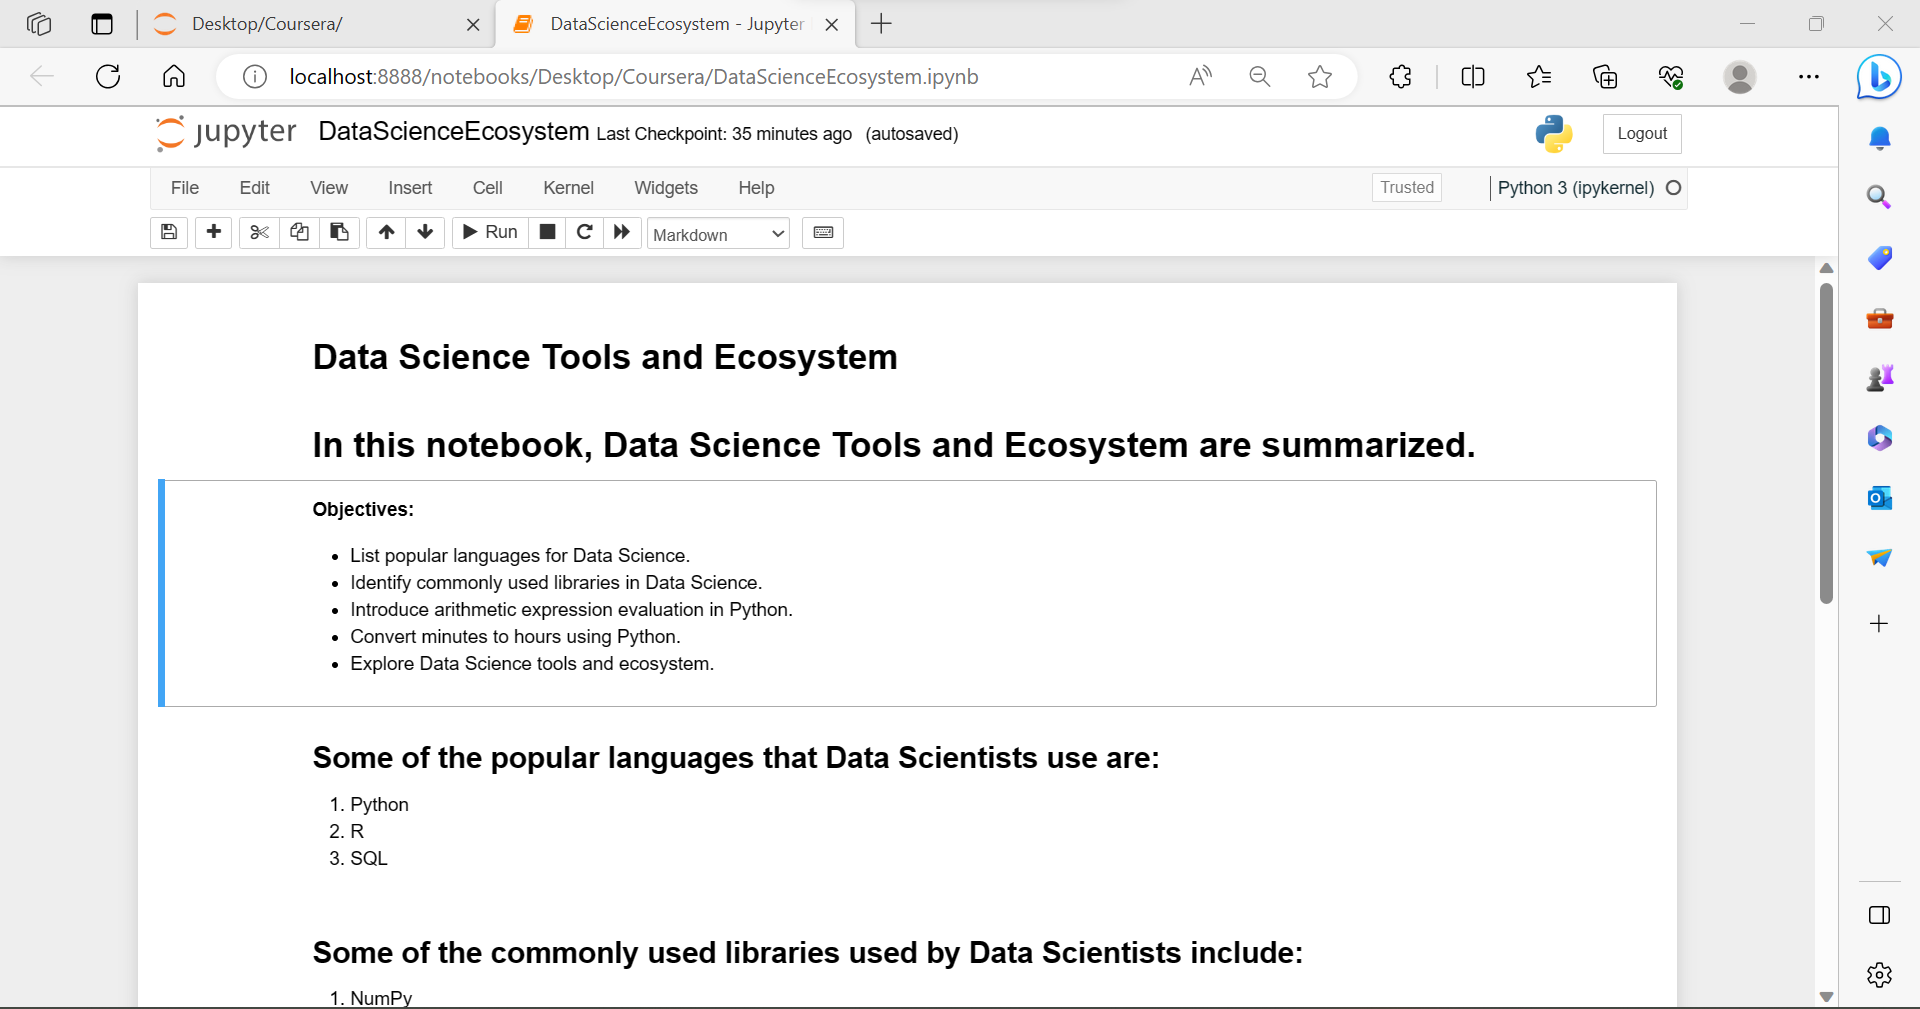 Desktop/Coursera/
DataScienceEcosystem - Jupyter
localhost:8888/notebooks/Desktop/Coursera/DataScienceEcosystem.ipynb
jupyter DataScienceEcosystem Last Checkpoint: 35 minutes ago (autosaved)
Logout
File Edit View Insert Cell Kernel Widgets Help
Trusted
Python 3 (ipykernel)
Run
Markdown
Data Science Tools and Ecosystem
In this notebook, Data Science Tools and Ecosystem are summarized.
Objectives:
• List popular languages for Data Science.
• Identify commonly used libraries in Data Science.
• Introduce arithmetic expression evaluation in Python.
• Convert minutes to hours using Python.
• Explore Data Science tools and ecosystem.
Some of the popular languages that Data Scientists use are:
1. Python
2. R
3. SQL
Some of the commonly used libraries used by Data Scientists include:
1. NumPy